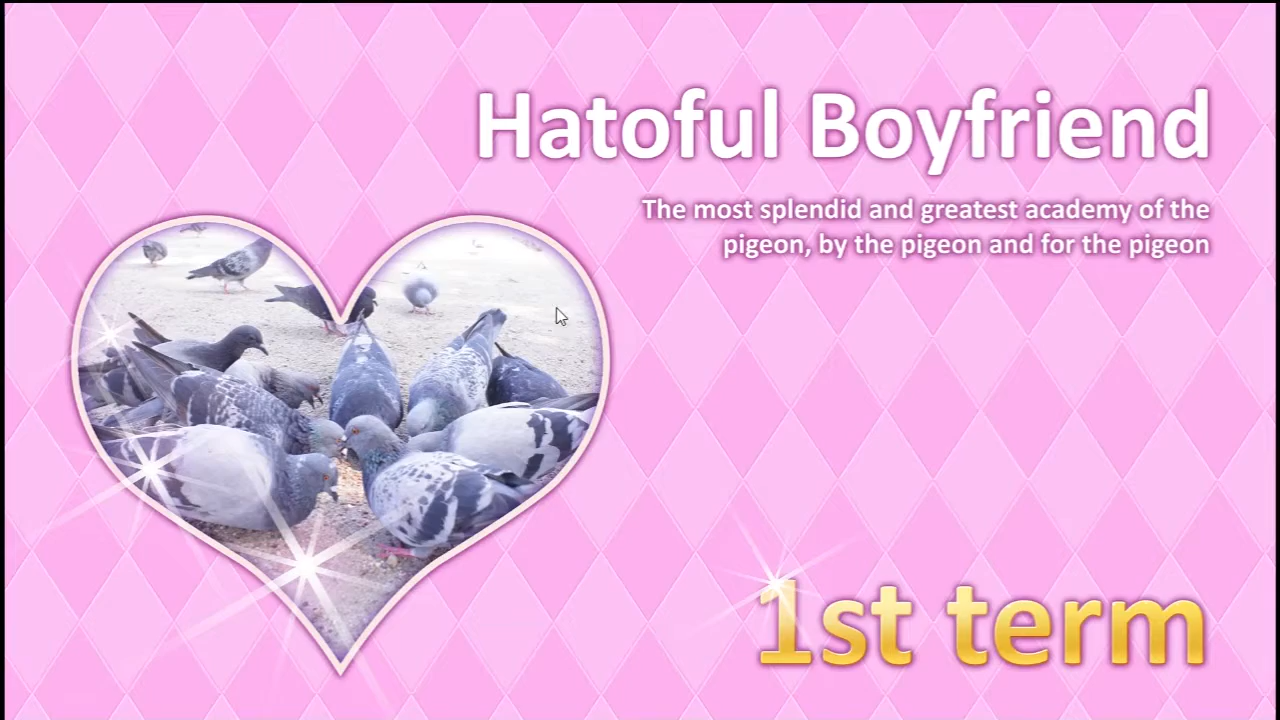 Hatoful Boyfriend
The most splendid and greatest academy of the
pigeon, by the pigeon and for the pigeon
1st term